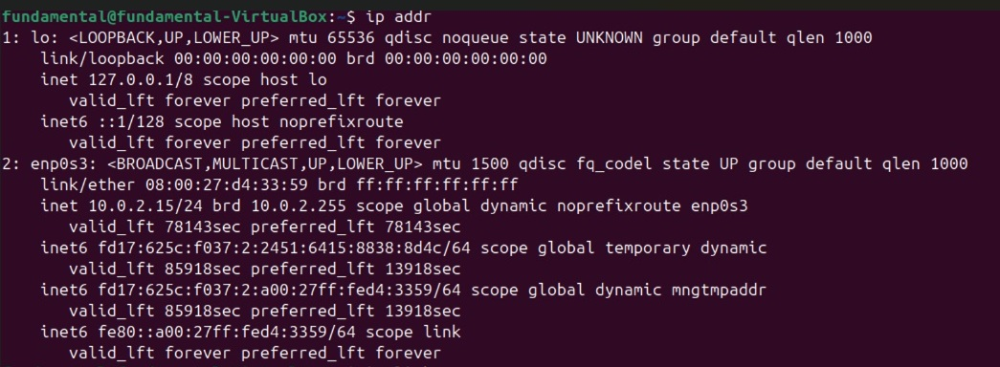 fundamental@fundamental-VirtualBox:~$ ip addr
1: lo: <LOOPBACK,UP,LOWER_UP> mtu 65536 qdisc noqueue state UNKNOWN group default qlen 1000
    link/loopback 00:00:00:00:00:00 brd 00:00:00:00:00:00
    inet 127.0.0.1/8 scope host lo
       valid_lft forever preferred_lft forever
    inet6 ::1/128 scope host noprefixroute
       valid_lft forever preferred_lft forever
2: enp0s3: <BROADCAST,MULTICAST,UP,LOWER_UP> mtu 1500 qdisc fq_codel state UP group default qlen 1000
    link/ether 08:00:27:d4:33:59 brd ff:ff:ff:ff:ff:ff
    inet 10.0.2.15/24 brd 10.0.2.255 scope global dynamic noprefixroute enp0s3
       valid_lft 78143sec preferred_lft 78143sec
    inet6 fd17:625c:f037:2:2451:6415:8838:8d4c/64 scope global temporary dynamic
       valid_lft 85918sec preferred_lft 13918sec
    inet6 fd17:625c:f037:2:a00:27ff:fed4:3359/64 scope global dynamic mngtmpaddr
       valid_lft 85918sec preferred_lft 13918sec
    inet6 fe80::a00:27ff:fed4:3359/64 scope link
       valid_lft forever preferred_lft forever